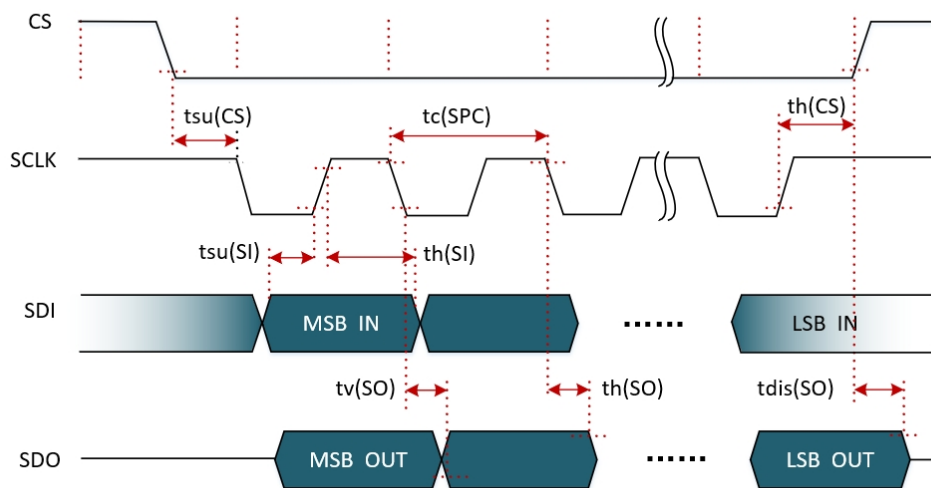 CS
tsu(CS)
tc(SPC)
th(CS)
SCLK
tsu(SI)
th(SI)
SDI
MSB IN
......
LSB IN
tv(SO)
th(SO)
tdis(SO)
SDO
MSB OUT
......
LSB OUT